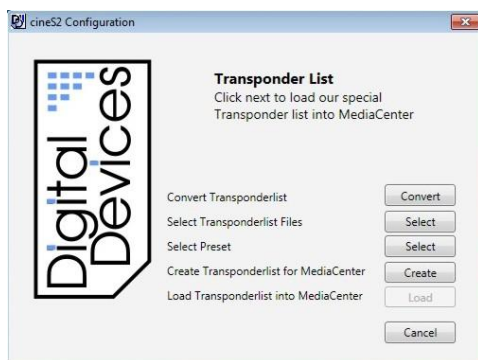 cineS2 Configuration
Digital
Devices
Transponder List
Click next to load our special
Transponder list into MediaCenter
Convert Transponderlist
Convert
Select Transponderlist Files
Select
Select Preset
Select
Create Transponderlist for MediaCenter
Create
Load Transponderlist into MediaCenter
Load
Cancel